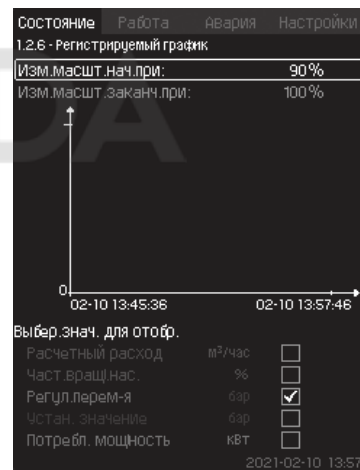 Состояние Работа Авария Настройки
1.2.6 - Регистрируемый график
Изм.масшт.нач.при: 90%
Изм.масшт.заканч.при: 100%
0
02-10 13:45:36 02-10 13:57:46
Выбер.знач. для отобр.
Расчетный расход м³/час
Част.вращ.нас. %
Регул.перем-я бар
Устан. значение бар
Потребл. мощность кВт
2021-02-10 13:57